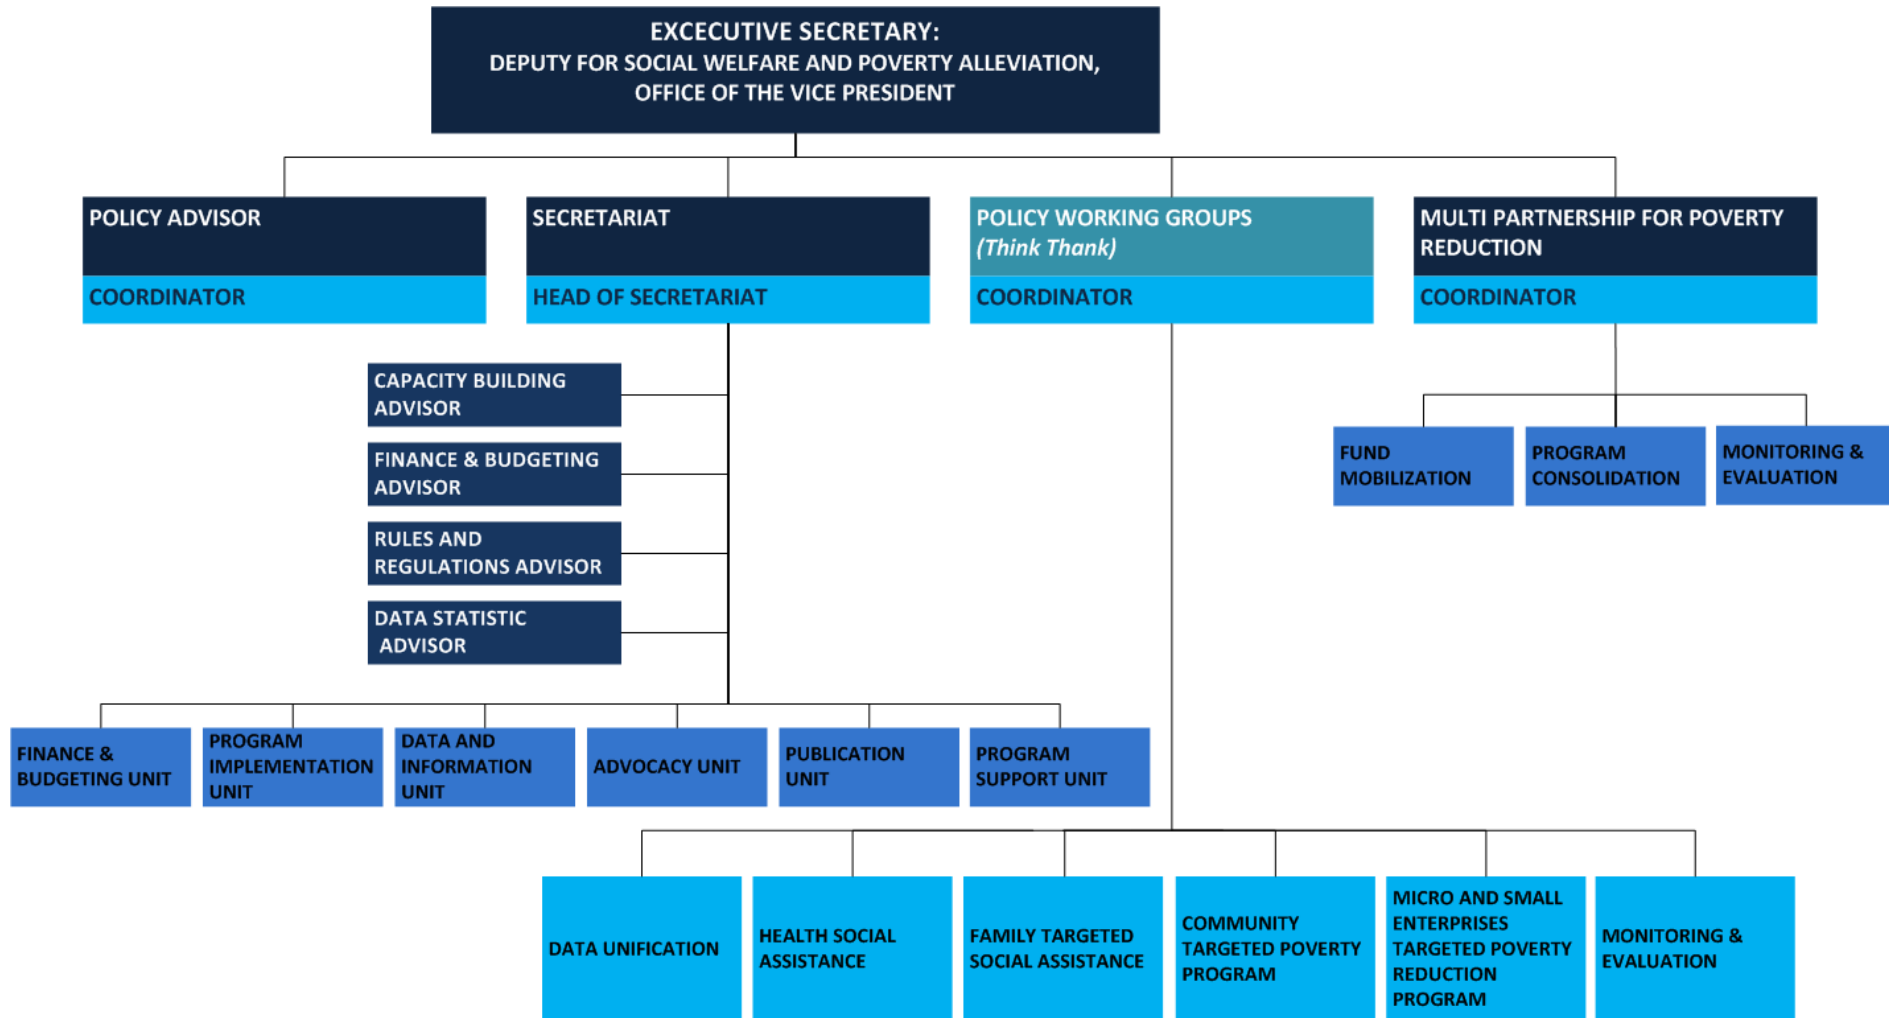 EXCECUTIVE SECRETARY:
DEPUTY FOR SOCIAL WELFARE AND POVERTY ALLEVIATION,
OFFICE OF THE VICE PRESIDENT
POLICY ADVISOR
COORDINATOR
SECRETARIAT
HEAD OF SECRETARIAT
POLICY WORKING GROUPS
(Think Thank)
COORDINATOR
MULTI PARTNERSHIP FOR POVERTY
REDUCTION
COORDINATOR
CAPACITY BUILDING
ADVISOR
FINANCE & BUDGETING
ADVISOR
RULES AND
REGULATIONS ADVISOR
DATA STATISTIC
ADVISOR
FUND
MOBILIZATION
PROGRAM
CONSOLIDATION
MONITORING &
EVALUATION
FINANCE &
BUDGETING UNIT
PROGRAM
IMPLEMENTATION
UNIT
DATA AND
INFORMATION
UNIT
ADVOCACY UNIT
PUBLICATION
UNIT
PROGRAM
SUPPORT UNIT
DATA UNIFICATION
HEALTH SOCIAL
ASSISTANCE
FAMILY TARGETED
SOCIAL ASSISTANCE
COMMUNITY
TARGETED POVERTY
PROGRAM
MICRO AND SMALL
ENTERPRISES
TARGETED POVERTY
REDUCTION
PROGRAM
MONITORING &
EVALUATION